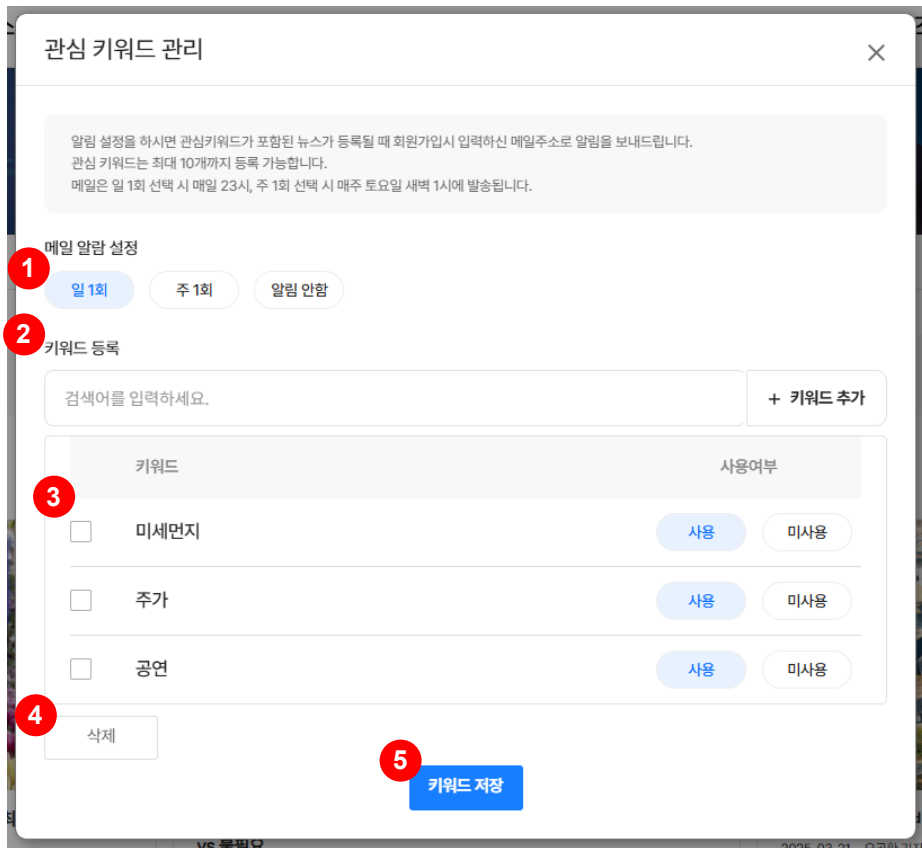 관심 키워드 관리
알림 설정을 하시면 관심키워드가 포함된 뉴스가 등록될 때 회원가입시 입력하신 메일주소로 알림을 보내드립니다.
관심 키워드는 최대 10개까지 등록 가능합니다.
메일은 일 1회 선택 시 매일 23시, 주 1회 선택 시 매주 토요일 새벽 1시에 발송됩니다.
메일 알람 설정
1
일 1회 주 1회 알림 안함
2
키워드 등록
검색어를 입력하세요. + 키워드 추가
키워드 사용여부
3
미세먼지 사용 미사용
주가 사용 미사용
공연 사용 미사용
4
삭제
5
키워드 저장
vs 불필요
2025-03-21